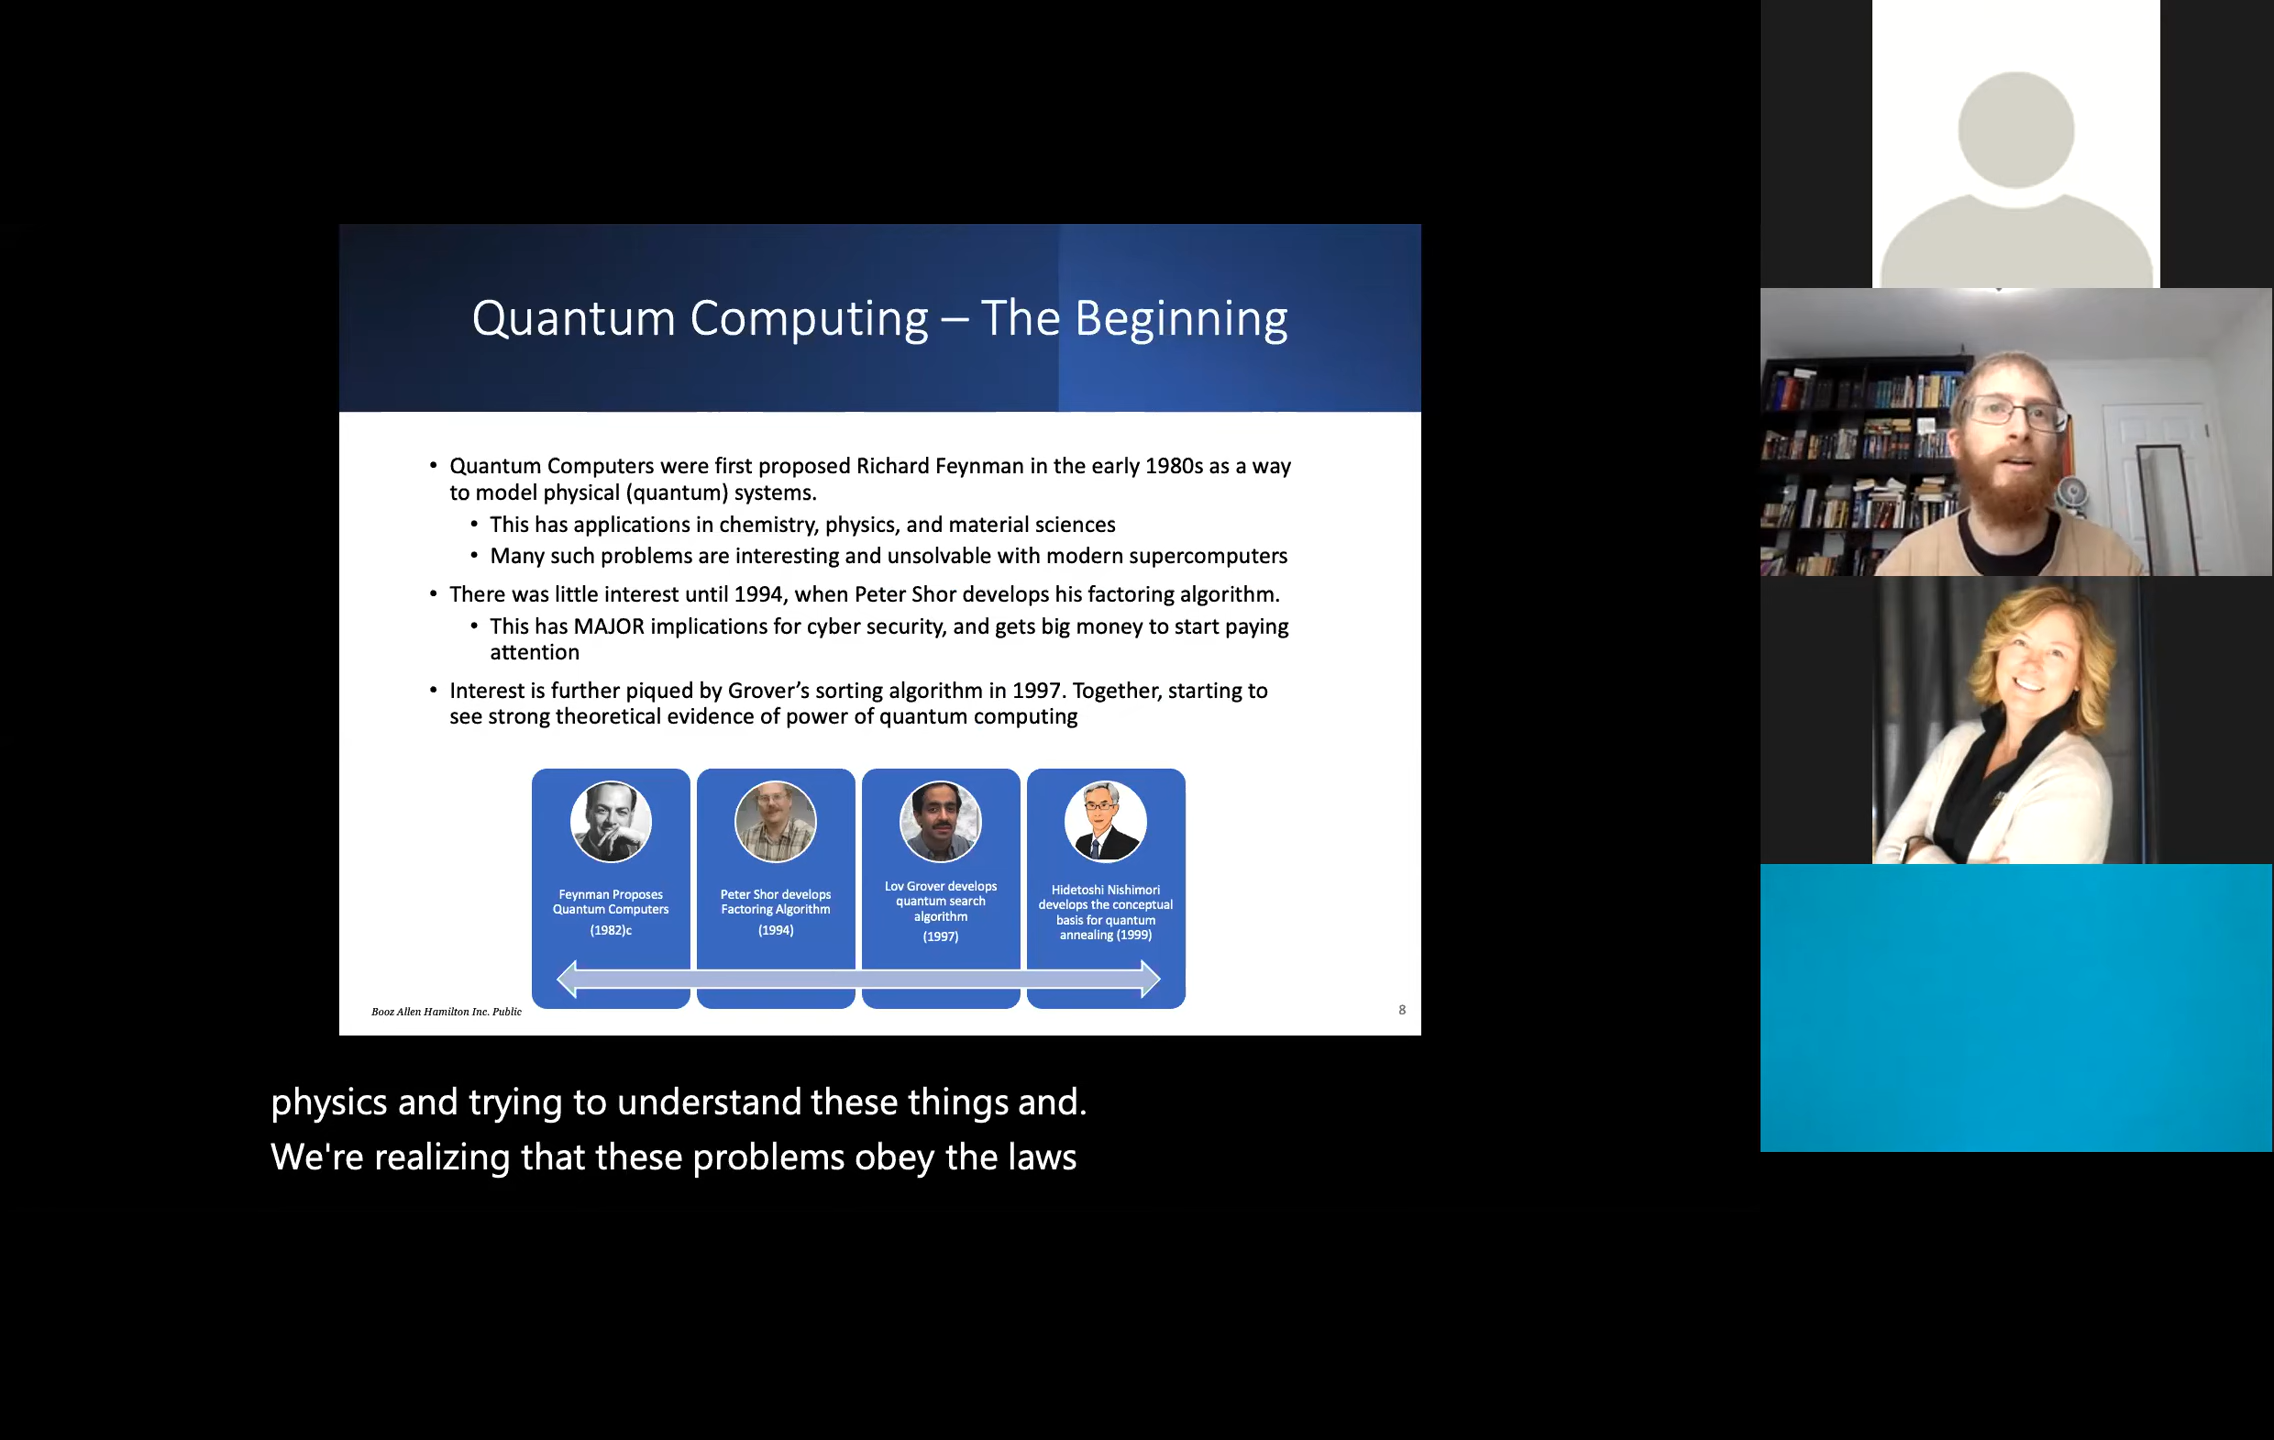 Quantum Computing – The Beginning
• Quantum Computers were first proposed Richard Feynman in the early 1980s as a way
to model physical (quantum) systems.
• This has applications in chemistry, physics, and material sciences
• Many such problems are interesting and unsolvable with modern supercomputers
• There was little interest until 1994, when Peter Shor develops his factoring algorithm.
• This has MAJOR implications for cyber security, and gets big money to start paying
attention
• Interest is further piqued by Grover’s sorting algorithm in 1997. Together, starting to
see strong theoretical evidence of power of quantum computing
Feynman Proposes
Quantum Computers
(1982)c
Peter Shor develops
Factoring Algorithm
(1994)
Lov Grover develops
quantum search
algorithm
(1997)
Hidetoshi Nishimori
develops the conceptual
basis for quantum
annealing (1999)
Booz Allen Hamilton Inc. Public
8
physics and trying to understand these things and.
We're realizing that these problems obey the laws